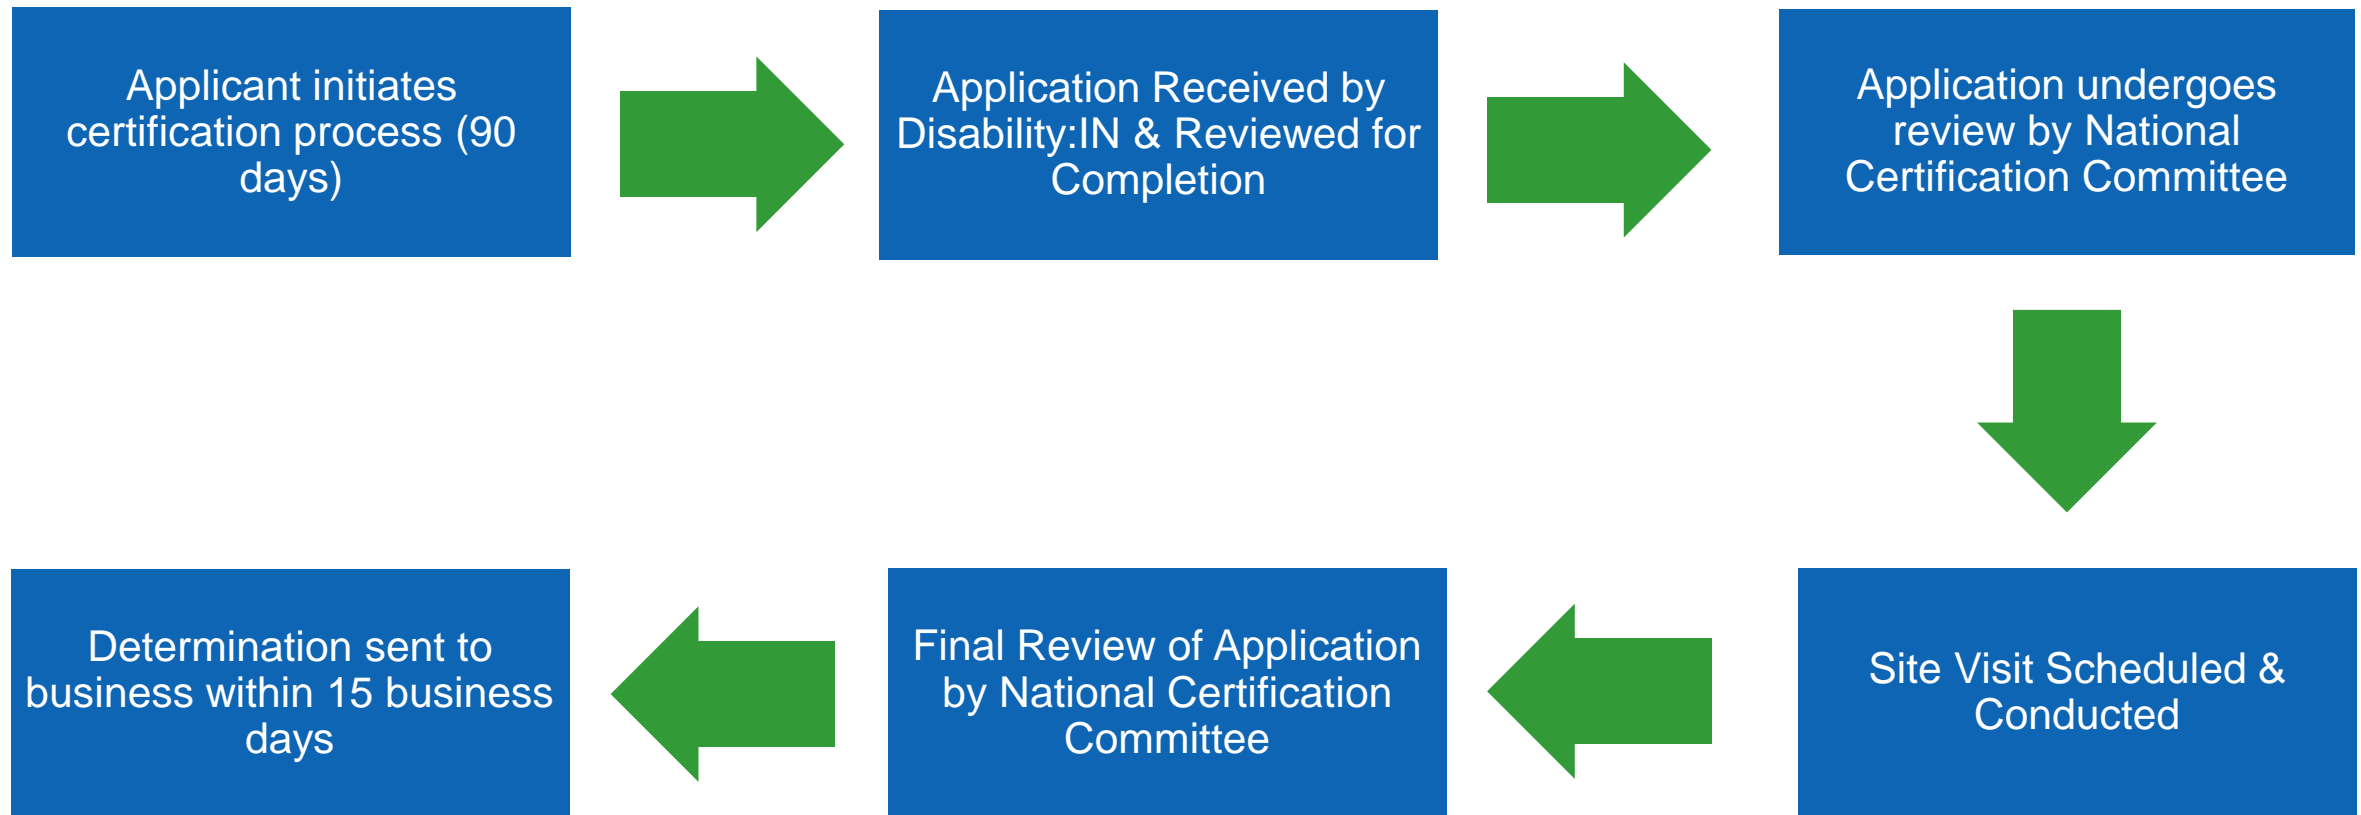 Applicant initiates
certification process (90
days)
Application Received by
Disability:IN & Reviewed for
Completion
Application undergoes
review by National
Certification Committee
Site Visit Scheduled &
Conducted
Final Review of Application
by National Certification
Committee
Determination sent to
business within 15 business
days